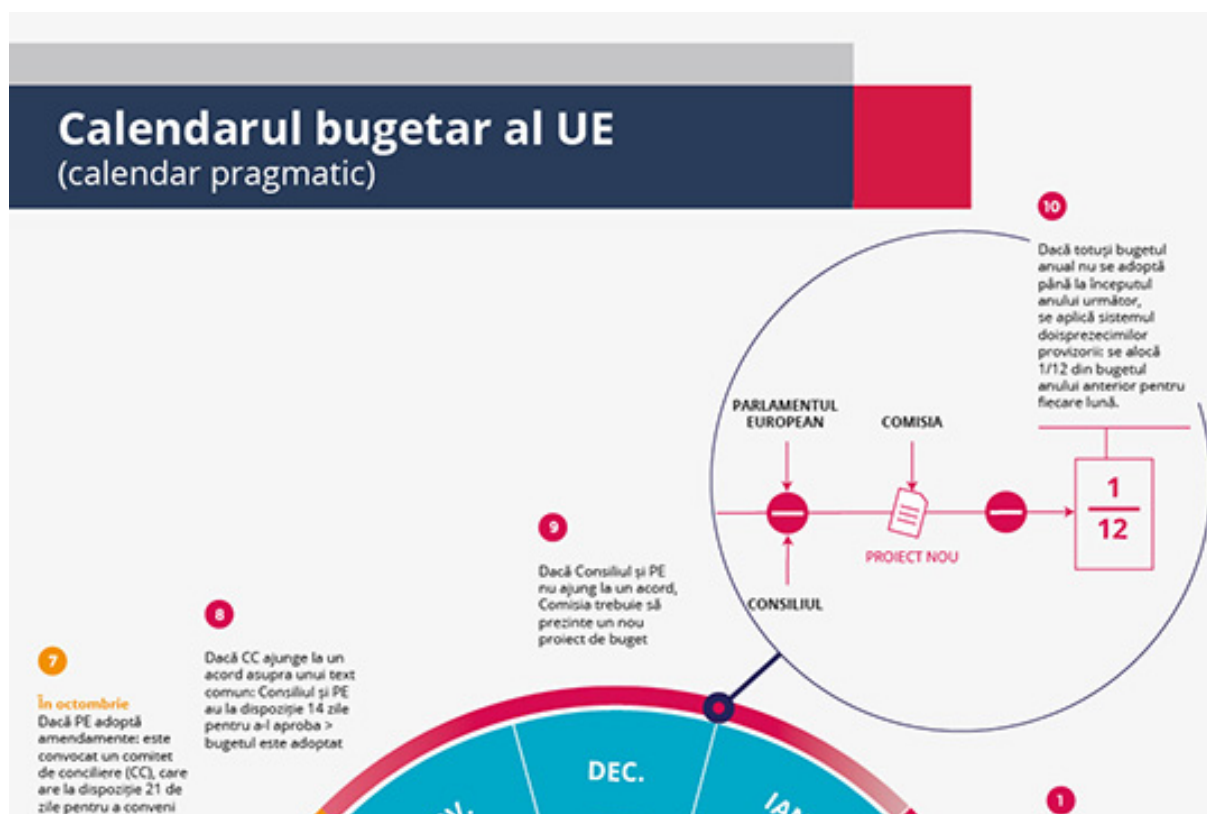 Calendarul bugetar al UE
(calendar pragmatic)
10
Dacă totuși bugetul
anual nu se adoptă
până la începutul
anului următor,
se aplică sistemul
doisprezecimilor
provizorii: se alocă
1/12 din bugetul
anului anterior pentru
fiecare lună.
PARLAMENTUL
EUROPEAN
COMISIA
1
12
PROIECT NOU
CONSILIUL
9
Dacă Consiliul și PE
nu ajung la un acord,
Comisia trebuie să
prezinte un nou
proiect de buget
8
Dacă CC ajunge la un
acord asupra unui text
comun: Consiliul și PE
au la dispoziție 14 zile
pentru a-l aproba >
bugetul este adoptat
7
În octombrie
Dacă PE adoptă
amendamente: este
convocat un comitet
de conciliere (CC), care
are la dispoziție 21 de
zile pentru a conveni
DEC.
IAN
1